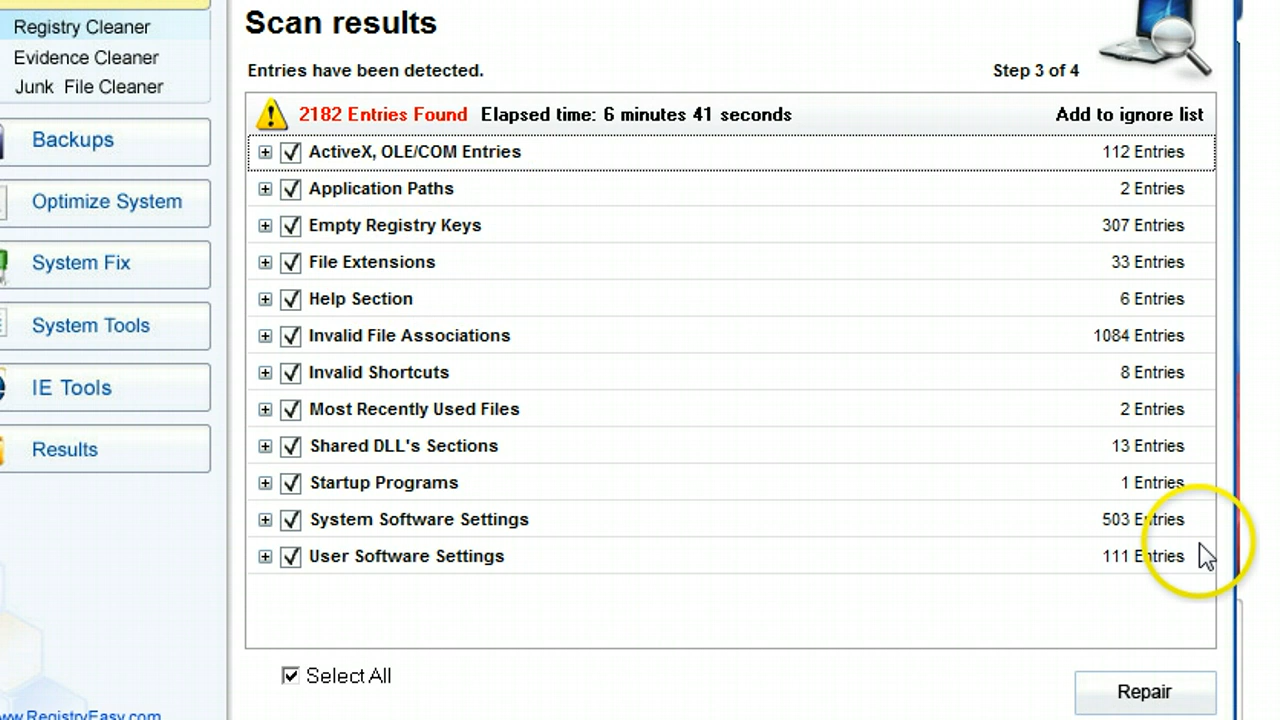 Registry Cleaner
Evidence Cleaner
Junk File Cleaner
Backups
Optimize System
System Fix
System Tools
IE Tools
Results
ww.RegistryEasy.com
Scan results
Entries have been detected.
Step 3 of 4
2182 Entries Found Elapsed time: 6 minutes 41 seconds Add to ignore list
ActiveX, OLE/COM Entries 112 Entries
Application Paths 2 Entries
Empty Registry Keys 307 Entries
File Extensions 33 Entries
Help Section 6 Entries
Invalid File Associations 1084 Entries
Invalid Shortcuts 8 Entries
Most Recently Used Files 2 Entries
Shared DLL's Sections 13 Entries
Startup Programs 1 Entries
System Software Settings 503 Entries
User Software Settings 111 Entries
Select All
Repair